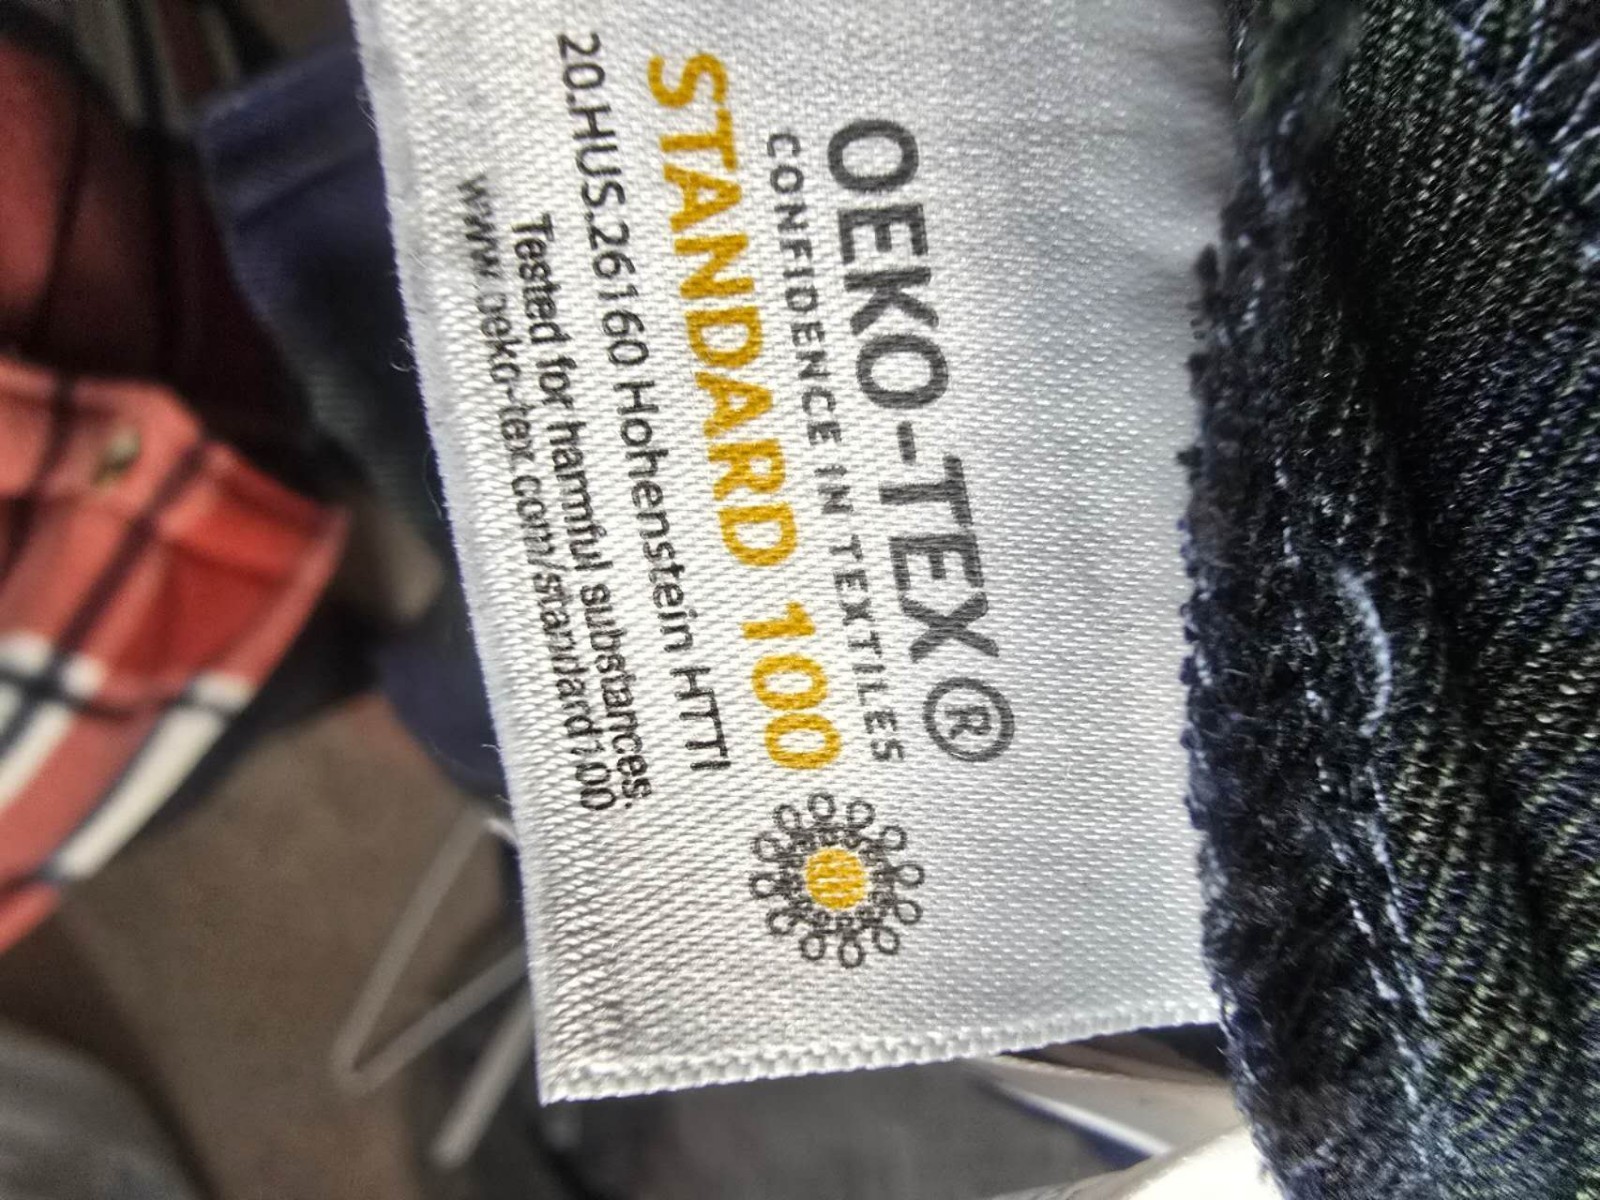 OEKO-TEX®
CONFIDENCE IN TEXTILES
STANDARD 100
20.HUS.26160 Hohenstein HTTI
Tested for harmful substances.
www.oeko-tex.com/standard100